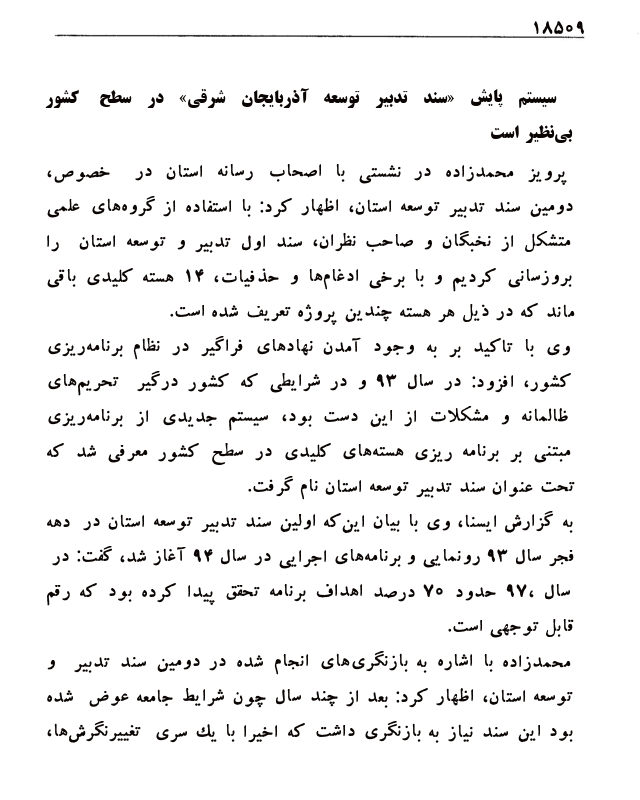 ۱۸۵۰۹
سیستم پایش «سند تدبیر توسعه آذربایجان شرقی» در سطح کشور
بی‌نظیر است
پرویز محمدزاده در نشستی با اصحاب رسانه استان در خصوص،
دومین سند تدبیر توسعه استان، اظهار کرد: با استفاده از گروه‌های علمی
متشکل از نخبگان و صاحب نظران، سند اول تدبیر و توسعه استان را
بروزسانی کردیم و با برخی ادغام‌ها و حذفیات، ۱۴ هسته کلیدی باقی
ماند که در ذیل هر هسته چندین پروژه تعریف شده است.
وی با تاکید بر به وجود آمدن نهادهای فراگیر در نظام برنامه‌ریزی
کشور، افزود: در سال ۹۳ و در شرایطی که کشور درگیر تحریم‌های
ظالمانه و مشکلات از این دست بود، سیستم جدیدی از برنامه‌ریزی
مبتنی بر برنامه ریزی هسته‌های کلیدی در سطح کشور معرفی شد که
تحت عنوان سند تدبیر توسعه استان نام گرفت.
به گزارش ایسنا، وی با بیان این‌که اولین سند تدبیر توسعه استان در دهه
فجر سال ۹۳ رونمایی و برنامه‌های اجرایی در سال ۹۴ آغاز شد، گفت: در
سال ،۹۷ حدود ۷۰ درصد اهداف برنامه تحقق پیدا کرده بود که رقم
قابل توجهی است.
محمدزاده با اشاره به بازنگری‌های انجام شده در دومین سند تدبیر و
توسعه استان، اظهار کرد: بعد از چند سال چون شرایط جامعه عوض شده
بود این سند نیاز به بازنگری داشت که اخیرا با یك سری تغییرنگرش‌ها،